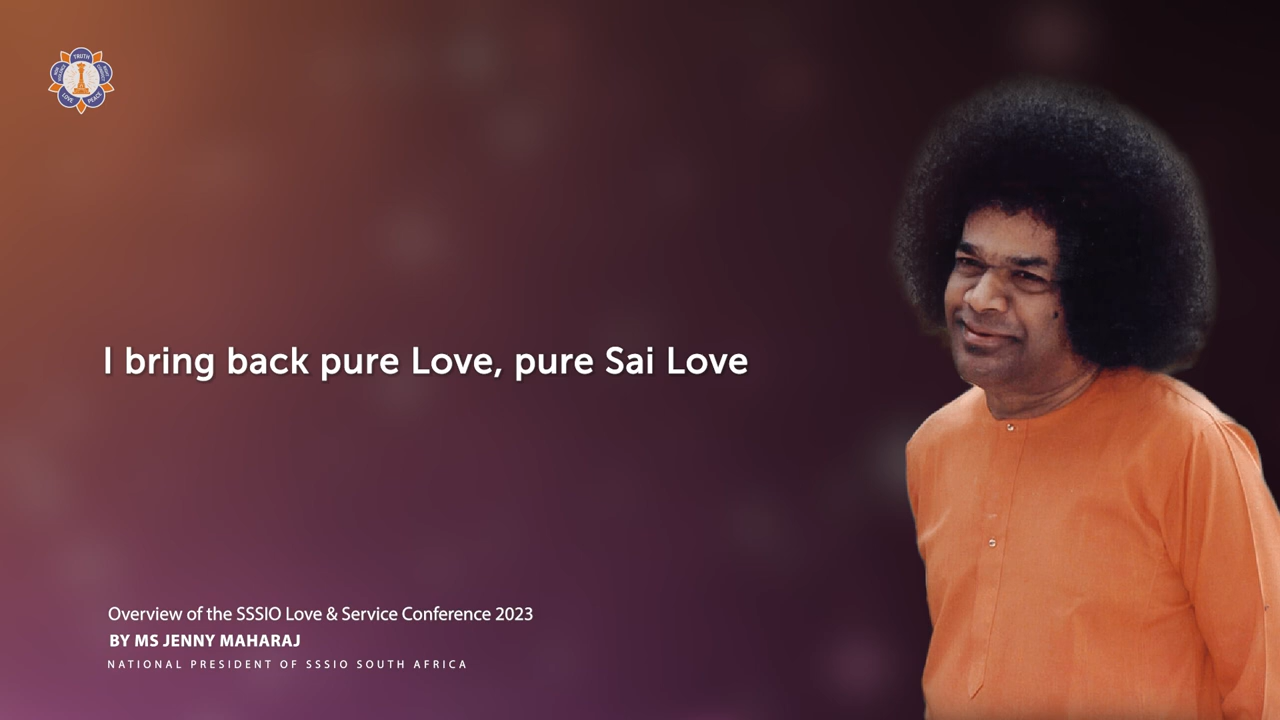 TRUTH
LOVE
PEACE
I bring back pure Love, pure Sai Love
Overview of the SSSIO Love & Service Conference 2023
BY MS JENNY MAHARAJ
NATIONAL PRESIDENT OF SSSIO SOUTH AFRICA